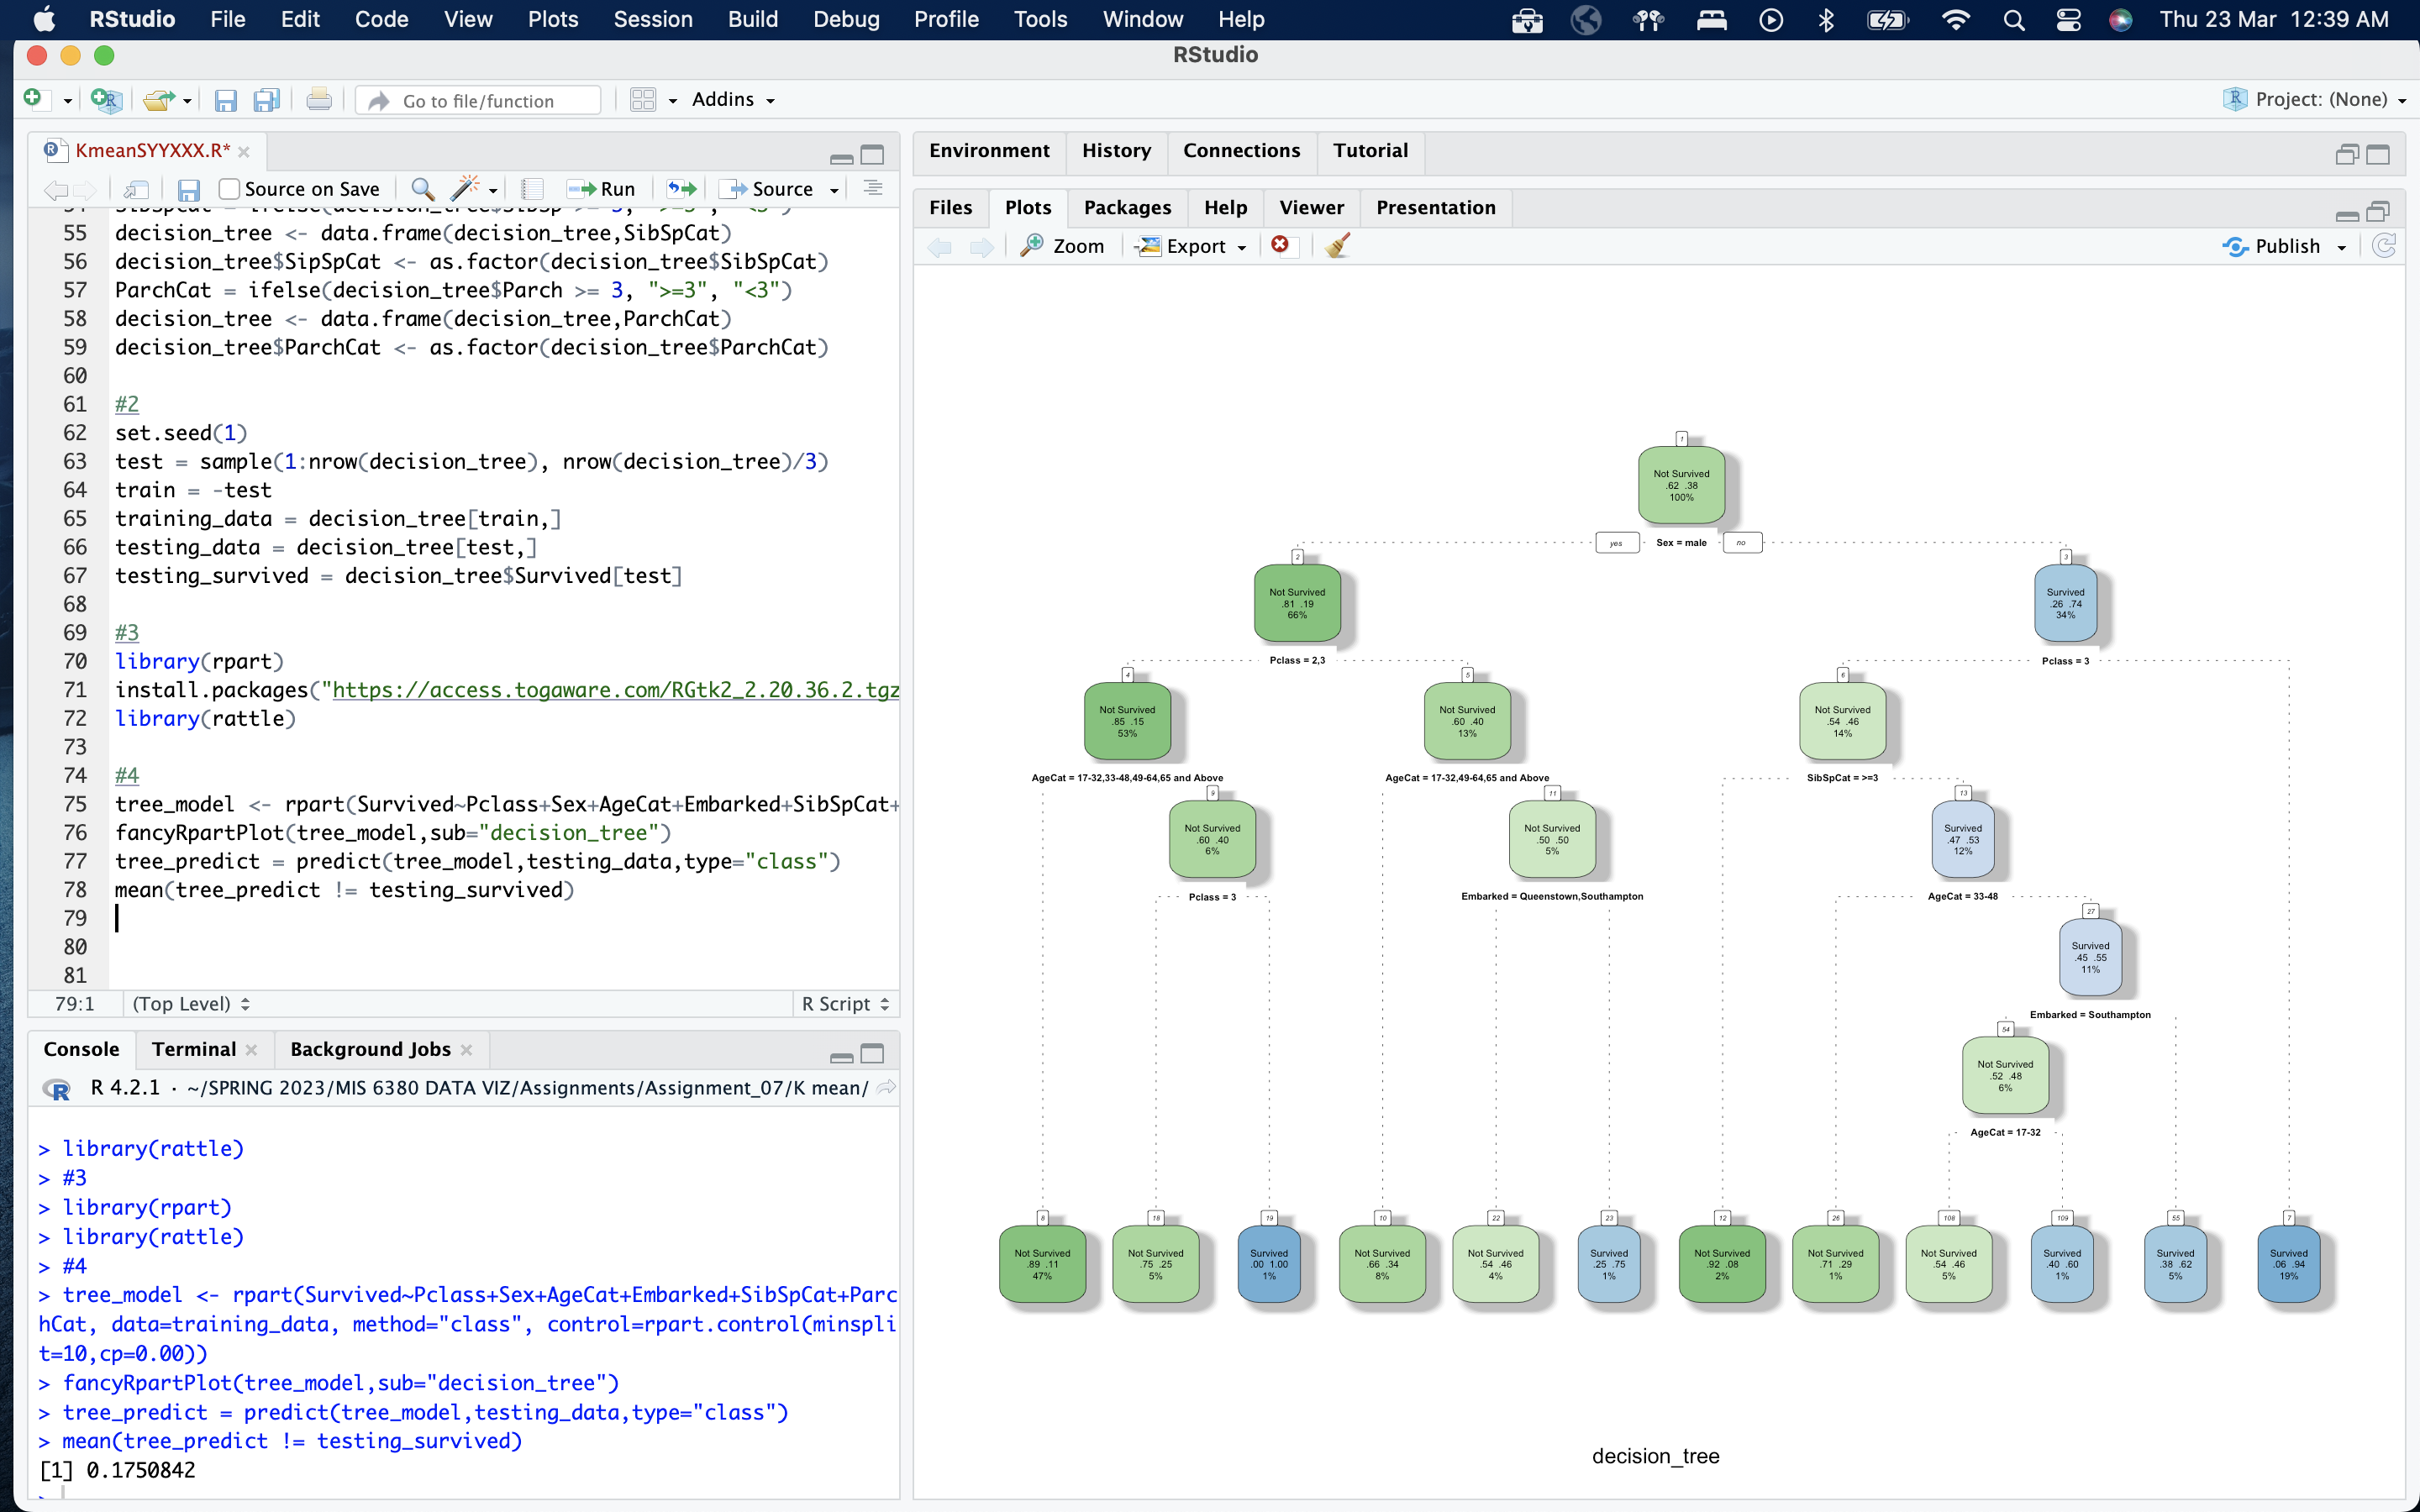 RStudio File Edit Code View Plots Session Build Debug Profile Tools Window Help Thu 23 Mar 12:39 AM
RStudio
Go to file/function Addins Project: (None)
KmeanSYYXXX.R*
Source on Save Run Source
55 decision_tree <- data.frame(decision_tree,SibSpCat)
56 decision_tree$SipSpCat <- as.factor(decision_tree$SibSpCat)
57 ParchCat = ifelse(decision_tree$Parch >= 3, ">=3", "<3")
58 decision_tree <- data.frame(decision_tree,ParchCat)
59 decision_tree$ParchCat <- as.factor(decision_tree$ParchCat)
60
61 #2
62 set.seed(1)
63 test = sample(1:nrow(decision_tree), nrow(decision_tree)/3)
64 train = -test
65 training_data = decision_tree[train,]
66 testing_data = decision_tree[test,]
67 testing_survived = decision_tree$Survived[test]
68
69 #3
70 library(rpart)
71 install.packages("https://access.togaware.com/RGtk2_2.20.36.2.tgz
72 library(rattle)
73
74 #4
75 tree_model <- rpart(Survived~Pclass+Sex+AgeCat+Embarked+SibSpCat+
76 fancyRpartPlot(tree_model,sub="decision_tree")
77 tree_predict = predict(tree_model,testing_data,type="class")
78 mean(tree_predict != testing_survived)
79
80
81
79:1 (Top Level) R Script
Console Terminal Background Jobs
R 4.2.1 · ~/SPRING 2023/MIS 6380 DATA VIZ/Assignments/Assignment_07/K mean/
> library(rattle)
> #3
> library(rpart)
> library(rattle)
> #4
> tree_model <- rpart(Survived~Pclass+Sex+AgeCat+Embarked+SibSpCat+Parc
hCat, data=training_data, method="class", control=rpart.control(minspli
t=10,cp=0.00))
> fancyRpartPlot(tree_model,sub="decision_tree")
> tree_predict = predict(tree_model,testing_data,type="class")
> mean(tree_predict != testing_survived)
[1] 0.1750842
Environment History Connections Tutorial
Files Plots Packages Help Viewer Presentation
Zoom Export Publish
1
Not Survived
.62 .38
100%
yes Sex = male no
2 3
Not Survived Survived
.81 .19 .26 .74
66% 34%
Pclass = 2,3 Pclass = 3
4 5 6
Not Survived Not Survived Not Survived
.85 .15 .60 .40 .54 .46
53% 13% 14%
AgeCat = 17-32,33-48,49-64,65 and Above AgeCat = 17-32,49-64,65 and Above SibSpCat = >=3
9 11 13
Not Survived Not Survived Survived
.60 .40 .50 .50 .47 .53
6% 5% 12%
Pclass = 3 Embarked = Queenstown,Southampton AgeCat = 33-48
27
Survived
.45 .55
11%
Embarked = Southampton
54
Not Survived
.52 .48
6%
AgeCat = 17-32
8 18 19 10 22 23 12 26 108 109 55 7
Not Survived Not Survived Survived Not Survived Not Survived Survived Not Survived Not Survived Not Survived Survived Survived Survived
.89 .11 .75 .25 .00 1.00 .66 .34 .54 .46 .25 .75 .92 .08 .71 .29 .54 .46 .40 .60 .38 .62 .06 .94
47% 5% 1% 8% 4% 1% 2% 1% 5% 1% 5% 19%
decision_tree